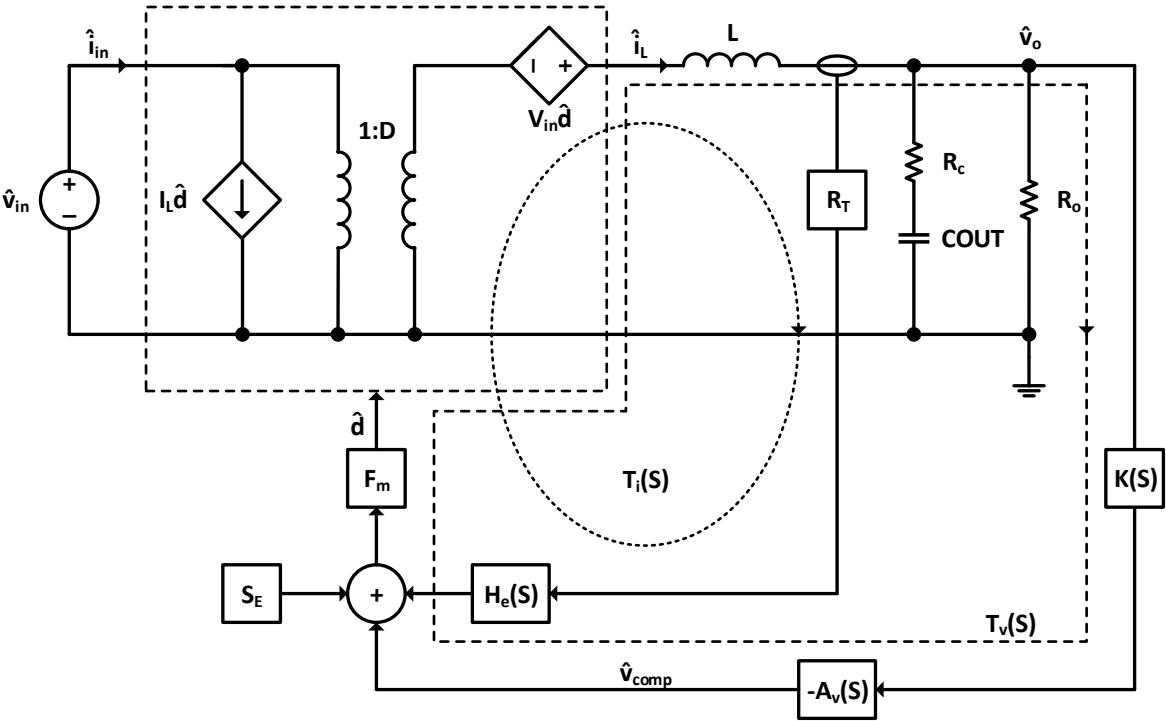 îin
îL
L
v̂o
1:D
Vind̂
+
v̂in
+
−
ILd̂
RT
Rc
COUT
Ro
d̂
Fm
Ti(S)
K(S)
SE
+
He(S)
Tv(S)
v̂comp
-Av(S)